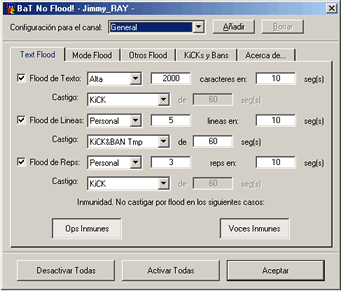 BaT No Flood! - Jimmy_RAY -
Configuración para el canal: General Añadir Borrar
Text Flood Mode Flood Otros Flood KiCKs y Bans Acerca de...
Flood de Texto: Alta 2000 caracteres en: 10 seg(s)
Castigo: KiCK de 60 seg(s)
Flood de Lineas: Personal 5 lineas en: 10 seg(s)
Castigo: KiCK&BAN Tmp de 60 seg(s)
Flood de Reps: Personal 3 reps en: 10 seg(s)
Castigo: KiCK de 60 seg(s)
Inmunidad. No castigar por flood en los siguientes casos:
Ops Inmunes Voces Inmunes
Desactivar Todas Activar Todas Aceptar